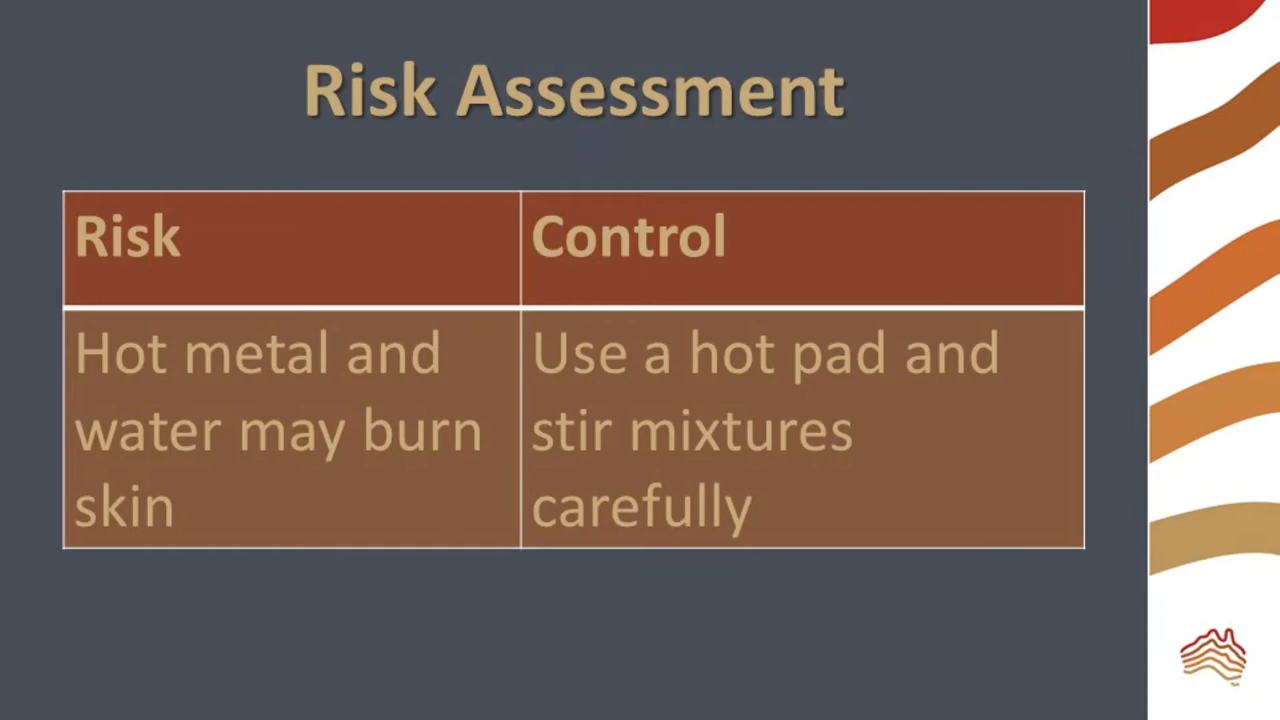 Risk Assessment
Risk
Control
Hot metal and
water may burn
skin
Use a hot pad and
stir mixtures
carefully